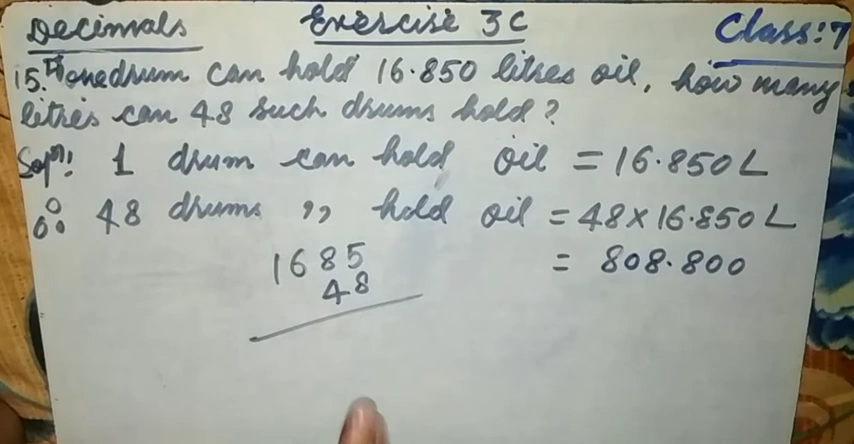 Decimals Exercise 3C Class:7
15. If one drum can hold 16.850 litres oil, how many
litres can 48 such drums hold?
Soln: 1 drum can hold oil = 16.850L
∴ 48 drums ,, hold oil = 48 x 16.850L
1685 = 808.800
48